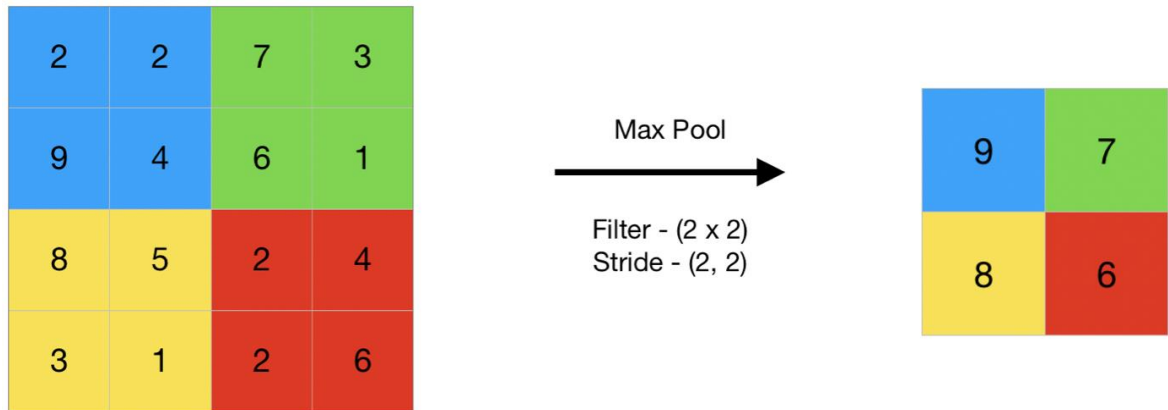 2 2 7 3
9 4 6 1
8 5 2 4
3 1 2 6
Max Pool
Filter - (2 x 2)
Stride - (2, 2)
9 7
8 6